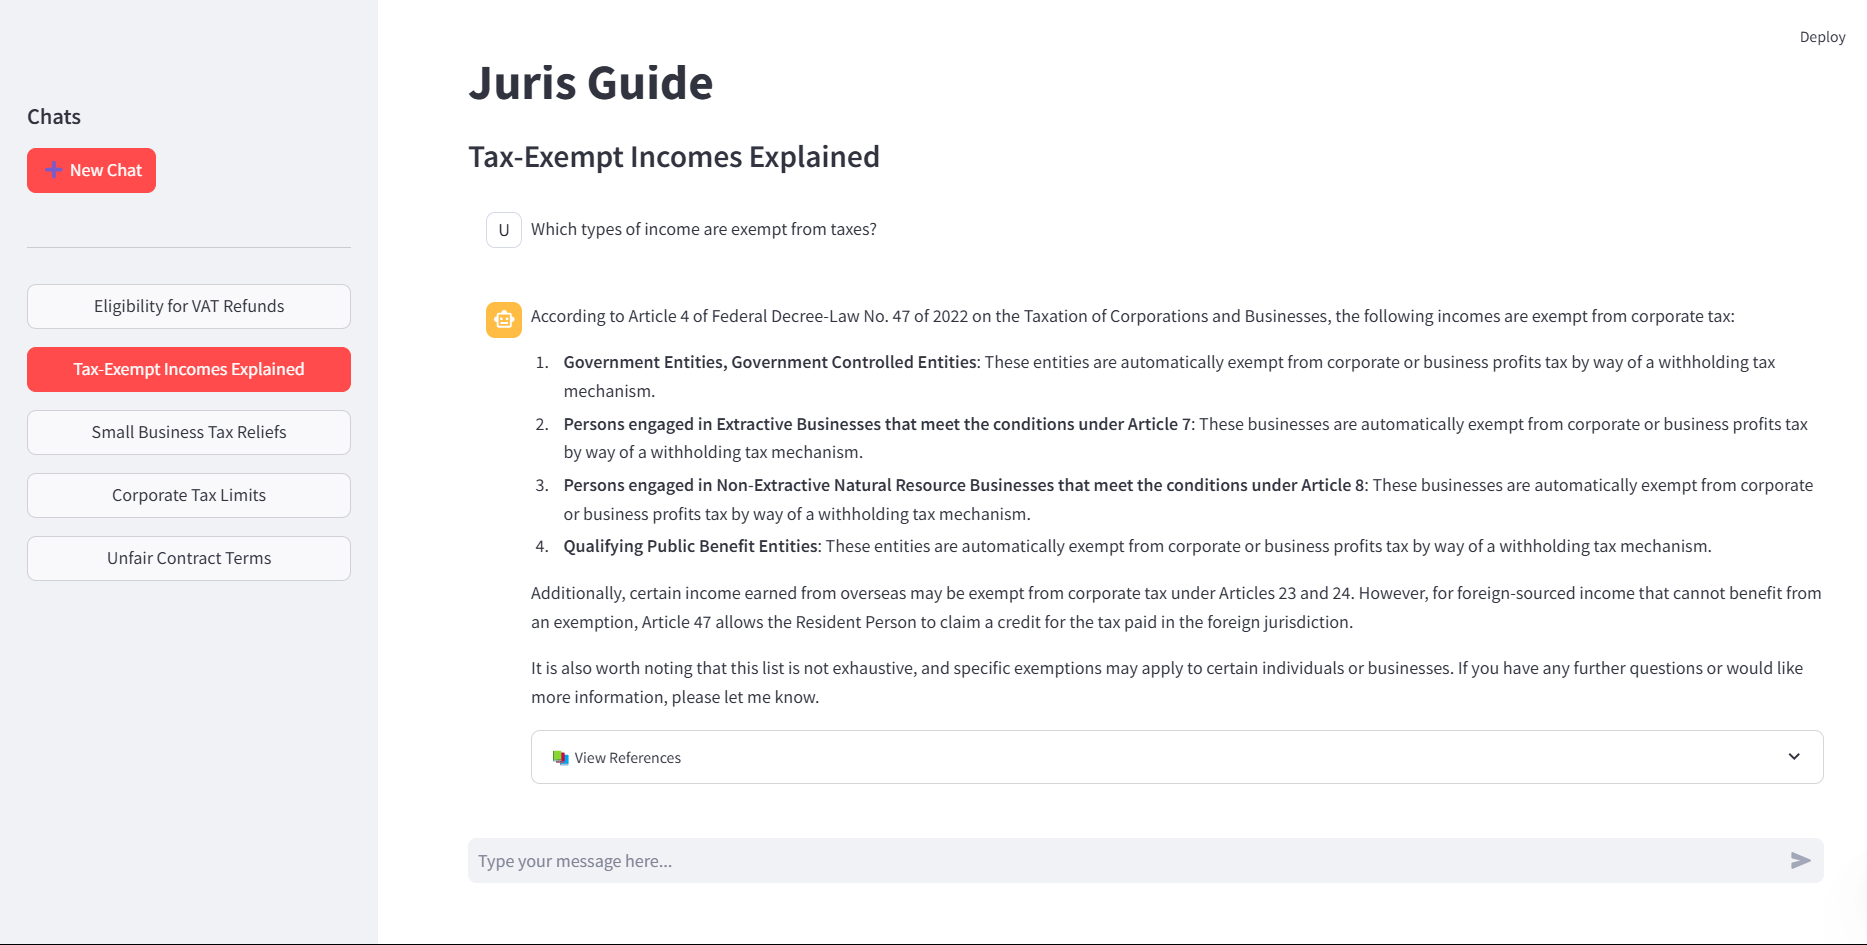 Deploy
Chats
New Chat
Eligibility for VAT Refunds
Tax-Exempt Incomes Explained
Small Business Tax Reliefs
Corporate Tax Limits
Unfair Contract Terms
Juris Guide
Tax-Exempt Incomes Explained
U Which types of income are exempt from taxes?
According to Article 4 of Federal Decree-Law No. 47 of 2022 on the Taxation of Corporations and Businesses, the following incomes are exempt from corporate tax:
1. Government Entities, Government Controlled Entities: These entities are automatically exempt from corporate or business profits tax by way of a withholding tax
mechanism.
2. Persons engaged in Extractive Businesses that meet the conditions under Article 7: These businesses are automatically exempt from corporate or business profits tax
by way of a withholding tax mechanism.
3. Persons engaged in Non-Extractive Natural Resource Businesses that meet the conditions under Article 8: These businesses are automatically exempt from corporate
or business profits tax by way of a withholding tax mechanism.
4. Qualifying Public Benefit Entities: These entities are automatically exempt from corporate or business profits tax by way of a withholding tax mechanism.
Additionally, certain income earned from overseas may be exempt from corporate tax under Articles 23 and 24. However, for foreign-sourced income that cannot benefit from
an exemption, Article 47 allows the Resident Person to claim a credit for the tax paid in the foreign jurisdiction.
It is also worth noting that this list is not exhaustive, and specific exemptions may apply to certain individuals or businesses. If you have any further questions or would like
more information, please let me know.
View References
Type your message here...